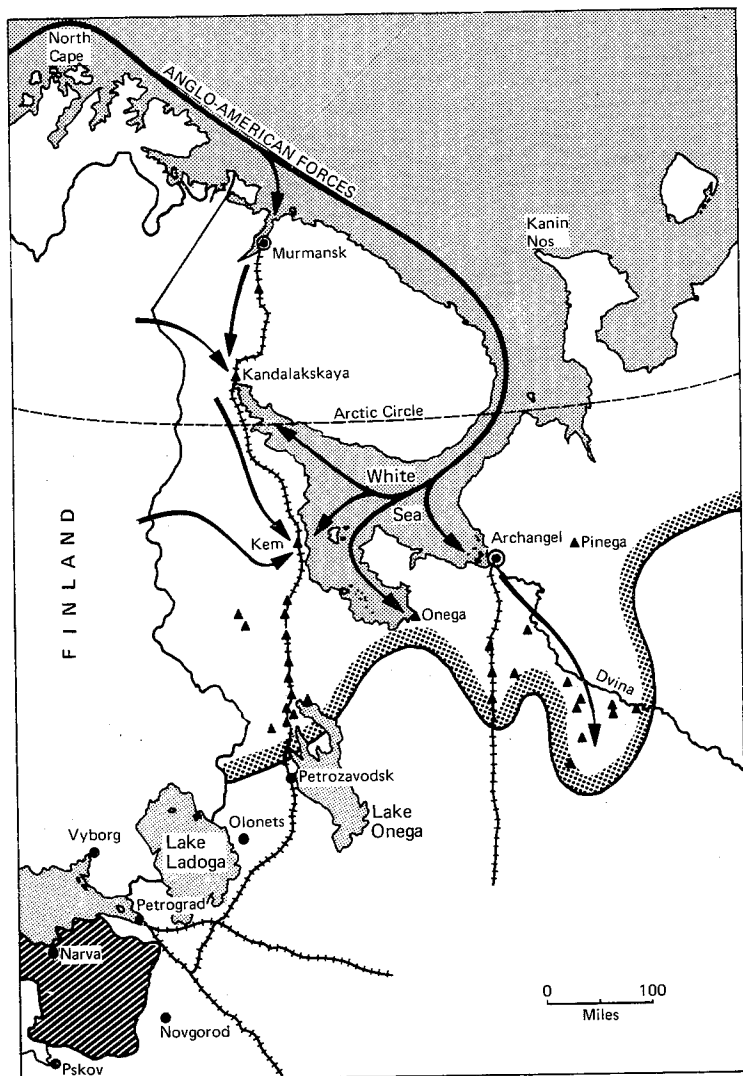 North
Cape
ANGLO-AMERICAN FORCES
Kanin
Nos
Murmansk
Kandalakskaya
Arctic Circle
White
Sea
Archangel
Pinega
Kem
FINLAND
Onega
Dvina
Petrozavodsk
Lake
Onega
Olonets
Vyborg
Lake
Ladoga
Petrograd
Narva
0 100
Miles
Novgorod
Pskov